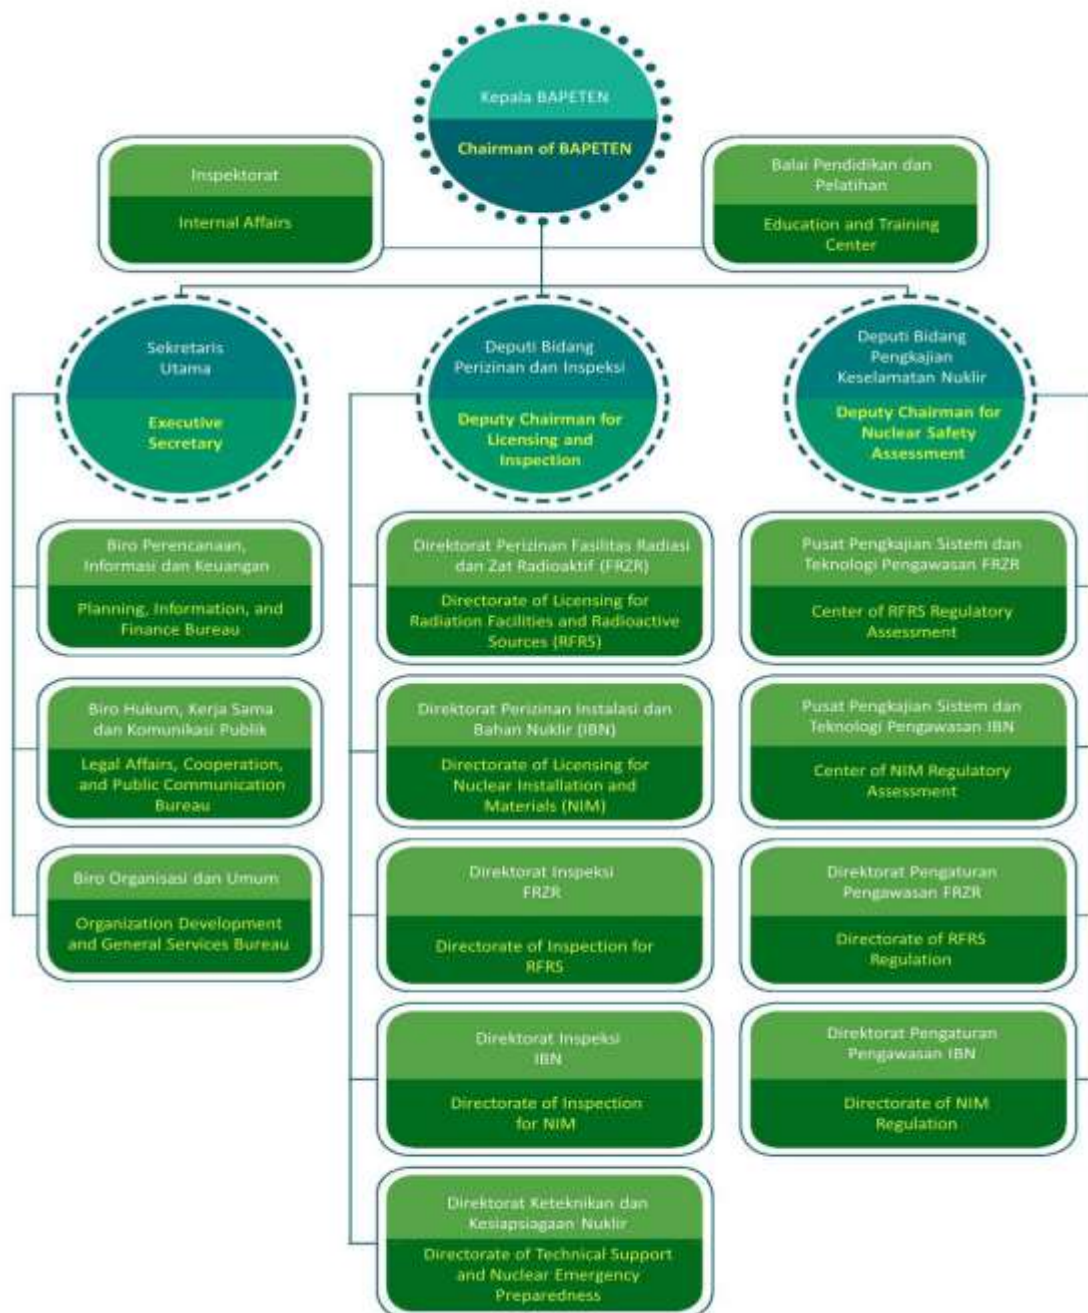 Kepala BAPETEN
Chairman of BAPETEN
Inspektorat
Internal Affairs
Balai Pendidikan dan
Pelatihan
Education and Training
Center
Sekretaris
Utama
Executive
Secretary
Deputi Bidang
Perizinan dan Inspeksi
Deputy Chairman for
Licensing and
Inspection
Deputi Bidang
Pengkajian
Keselamatan Nuklir
Deputy Chairman for
Nuclear Safety
Assessment
Biro Perencanaan,
Informasi dan Keuangan
Planning, Information, and
Finance Bureau
Biro Hukum, Kerja Sama
dan Komunikasi Publik
Legal Affairs, Cooperation,
and Public Communication
Bureau
Biro Organisasi dan Umum
Organization Development
and General Services Bureau
Direktorat Perizinan Fasilitas Radiasi
dan Zat Radioaktif (FRZR)
Directorate of Licensing for
Radiation Facilities and Radioactive
Sources (RFRS)
Direktorat Perizinan Instalasi dan
Bahan Nuklir (IBN)
Directorate of Licensing for
Nuclear Installation and
Materials (NIM)
Direktorat Inspeksi
FRZR
Directorate of Inspection for
RFRS
Direktorat Inspeksi
IBN
Directorate of Inspection
for NIM
Direktorat Keteknikan dan
Kesiapsiagaan Nuklir
Directorate of Technical Support
and Nuclear Emergency
Preparedness
Pusat Pengkajian Sistem dan
Teknologi Pengawasan FRZR
Center of RFRS Regulatory
Assessment
Pusat Pengkajian Sistem dan
Teknologi Pengawasan IBN
Center of NIM Regulatory
Assessment
Direktorat Pengaturan
Pengawasan FRZR
Directorate of RFRS
Regulation
Direktorat Pengaturan
Pengawasan IBN
Directorate of NIM
Regulation